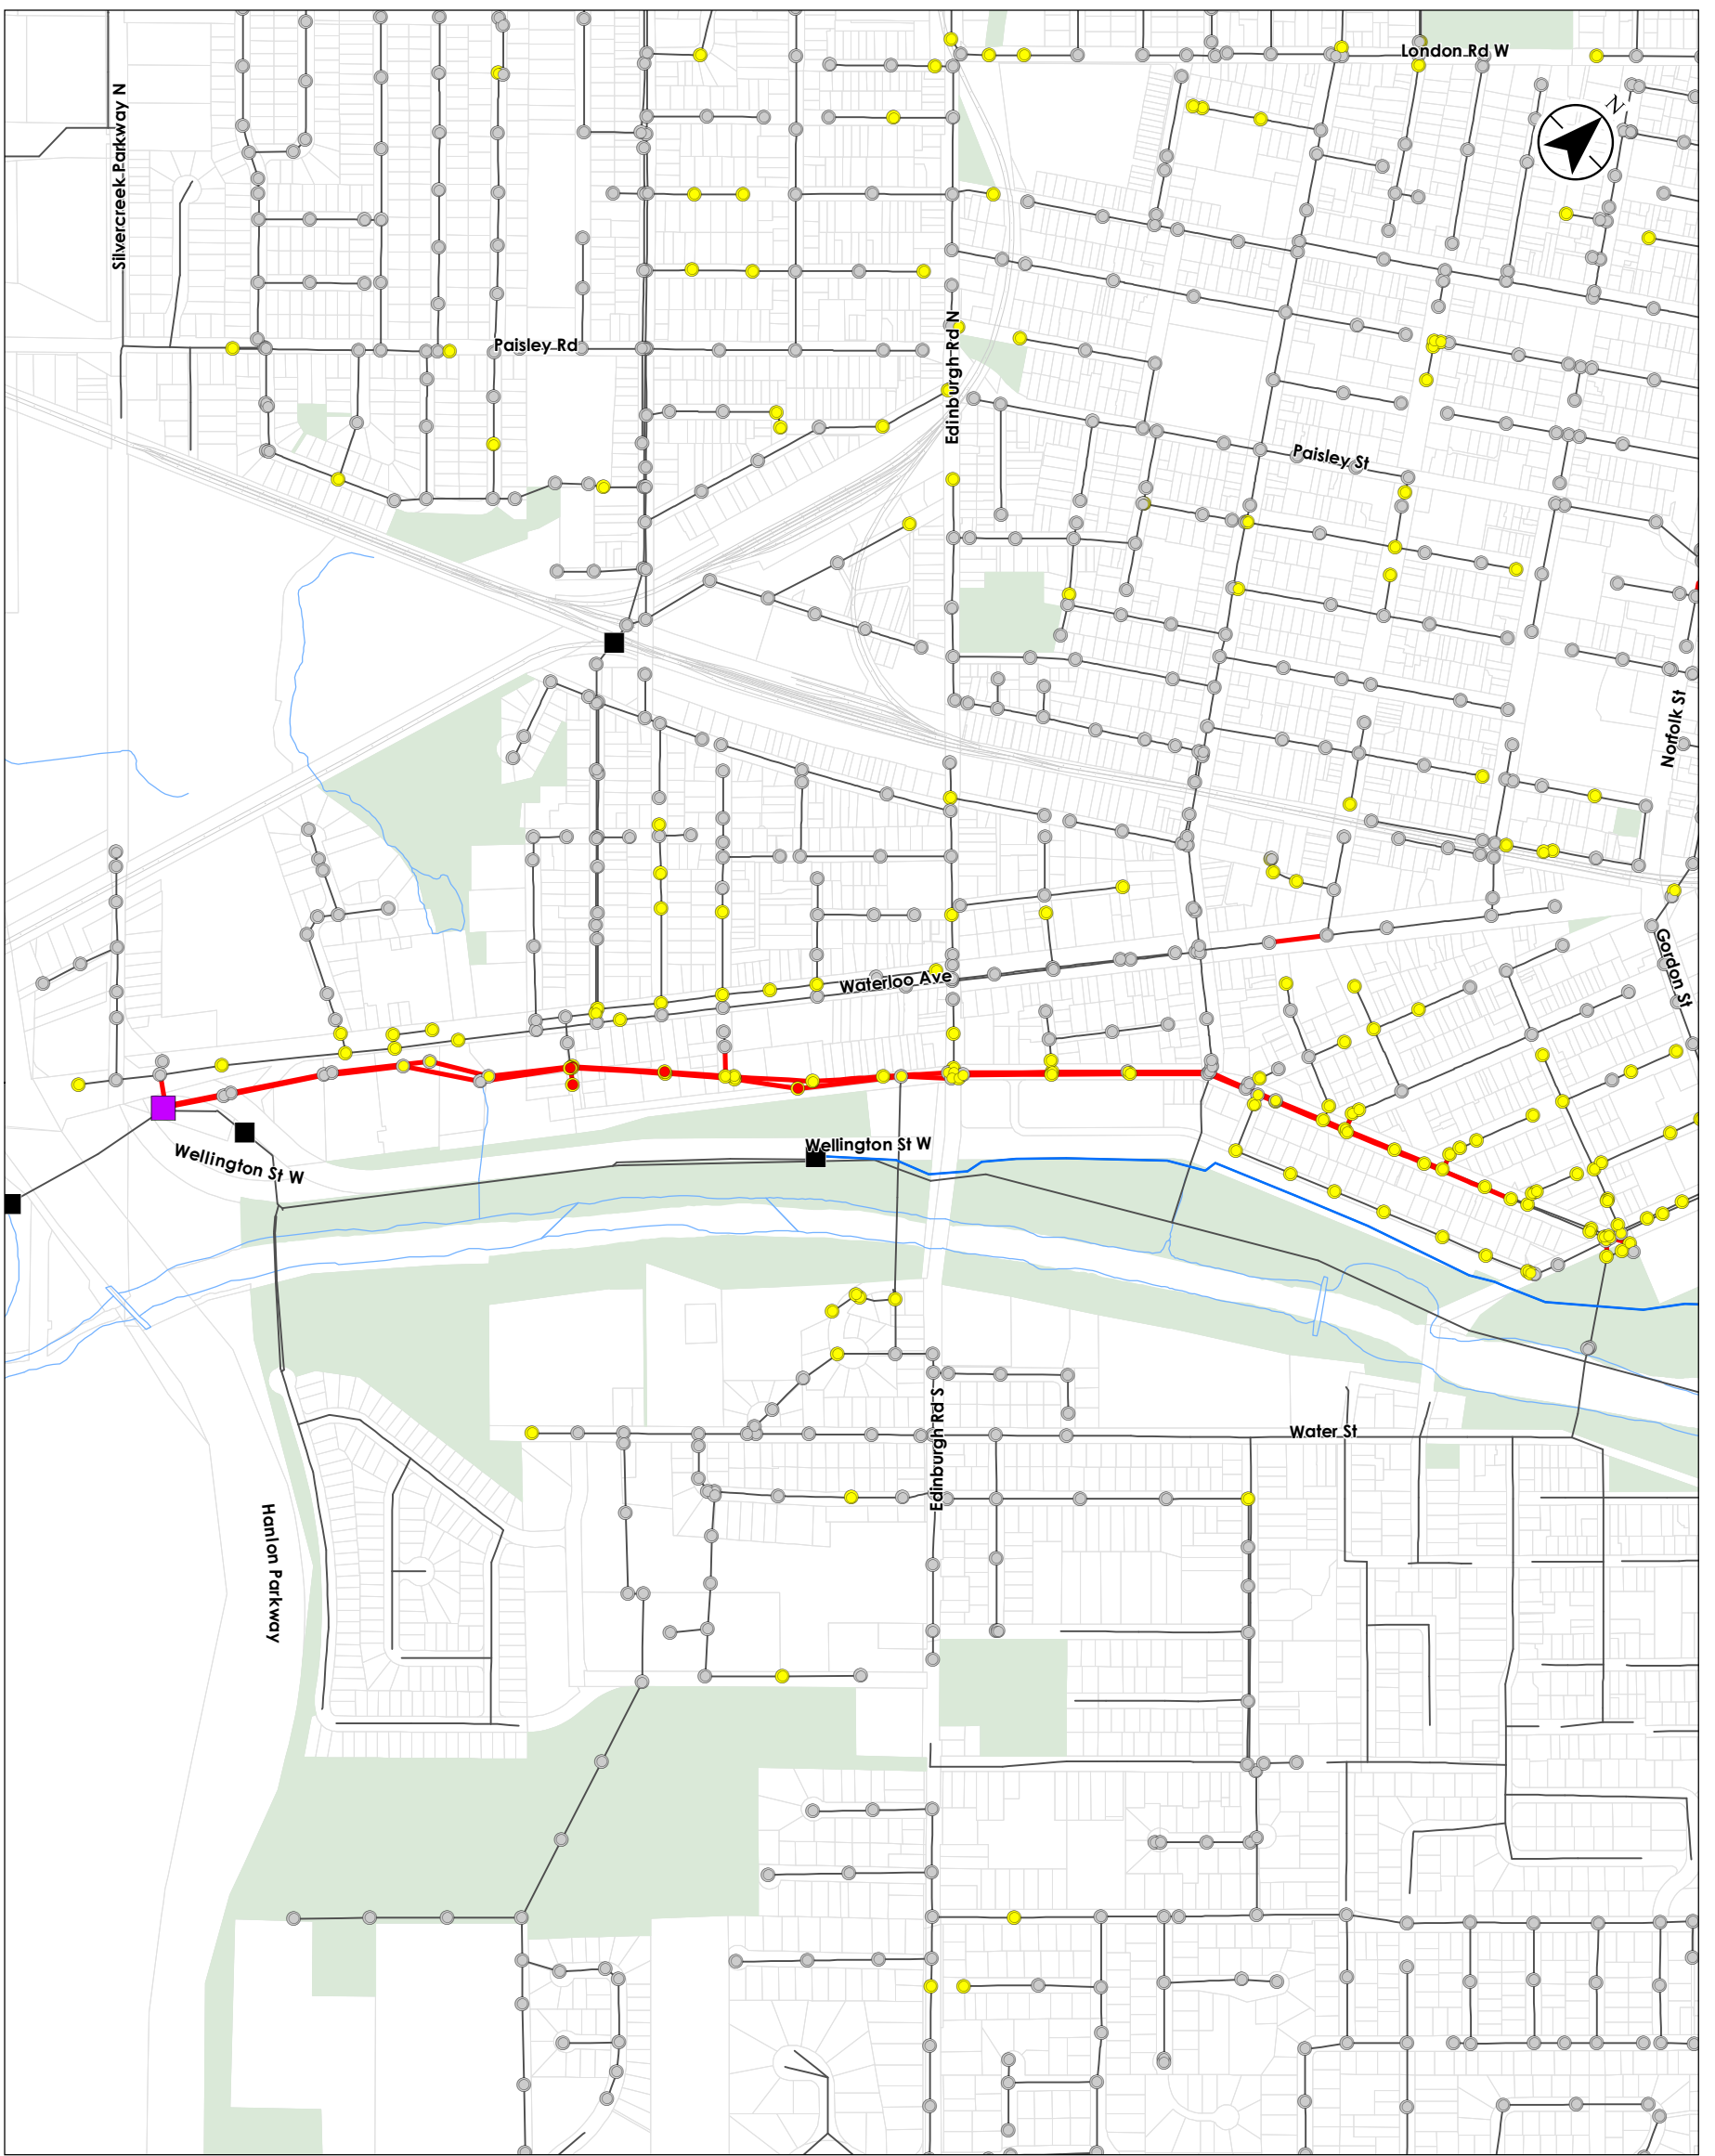 London Rd W
N
Silvercreek Parkway N
Paisley Rd
Edinburgh Rd N
Paisley St
Norfolk St
Waterloo Ave
Gordon St
Wellington St W
Wellington St W
Edinburgh Rd S
Water St
Hanlon Parkway